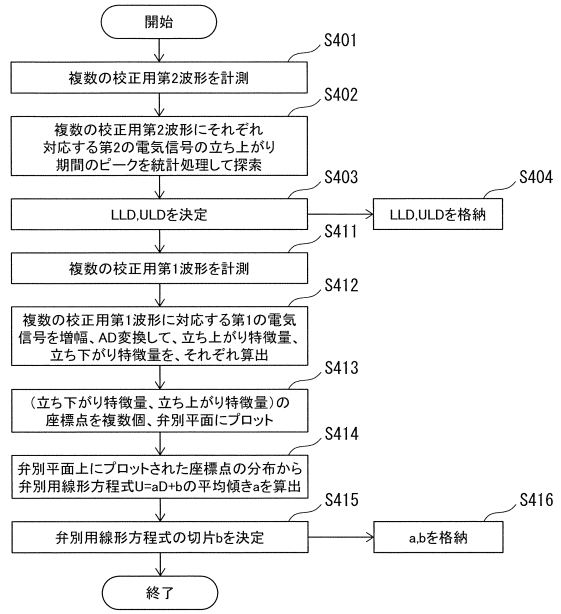 開始
S401
複数の校正用第2波形を計測
S402
複数の校正用第2波形にそれぞれ
対応する第2の電気信号の立ち上がり
期間のピークを統計処理して探索
S403
LLD,ULDを決定
S404
LLD,ULDを格納
S411
複数の校正用第1波形を計測
S412
複数の校正用第1波形に対応する第1の電気
信号を増幅、AD変換して、立ち上がり特徴量、
立ち下がり特徴量を、それぞれ算出
S413
(立ち下がり特徴量、立ち上がり特徴量)の
座標点を複数個、弁別平面にプロット
S414
弁別平面上にプロットされた座標点の分布から
弁別用線形方程式U=aD+bの平均傾きaを算出
S415
弁別用線形方程式の切片bを決定
S416
a,bを格納
終了